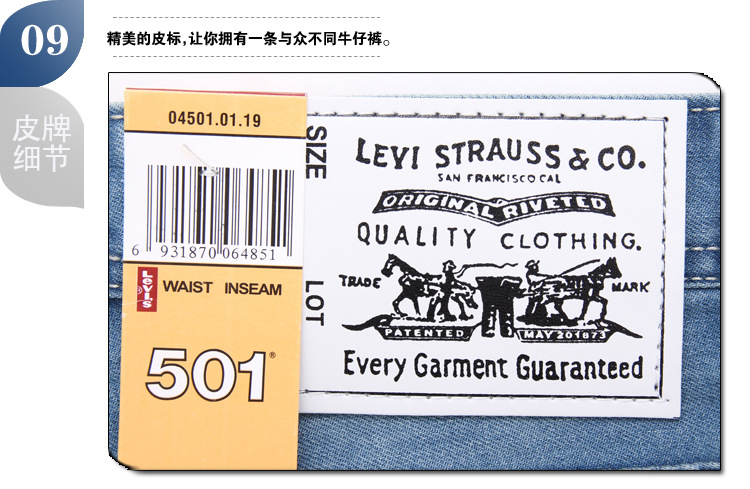 09
精美的皮标,让你拥有一条与众不同牛仔裤。
皮牌
细节
04501.01.19
6 931870 064851
Levi's
®
WAIST INSEAM
501®
SIZE
LOT
LEVI STRAUSS & CO.
SAN FRANCISCO CAL
ORIGINAL RIVETED
QUALITY CLOTHING.
TRADE MARK
PATENTED MAY 20 1873
Every Garment Guaranteed